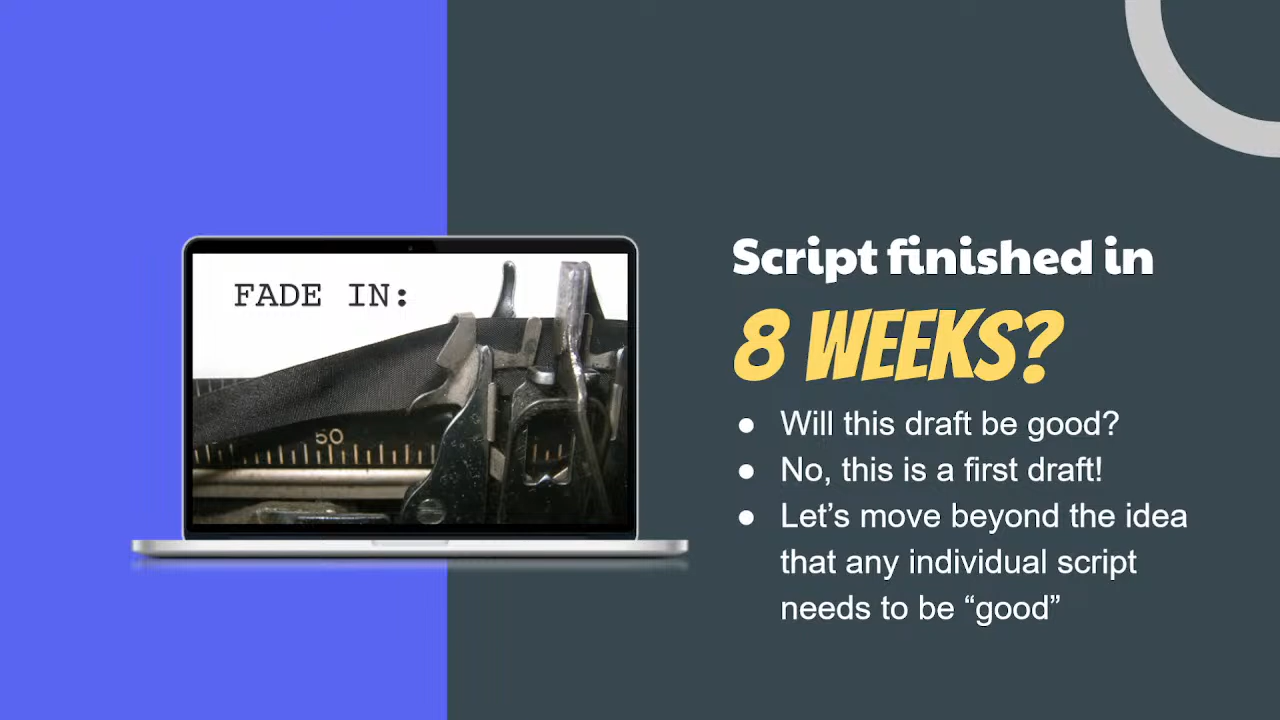 FADE IN:
50
Script finished in
8 WEEKS?
● Will this draft be good?
● No, this is a first draft!
● Let’s move beyond the idea
that any individual script
needs to be “good”